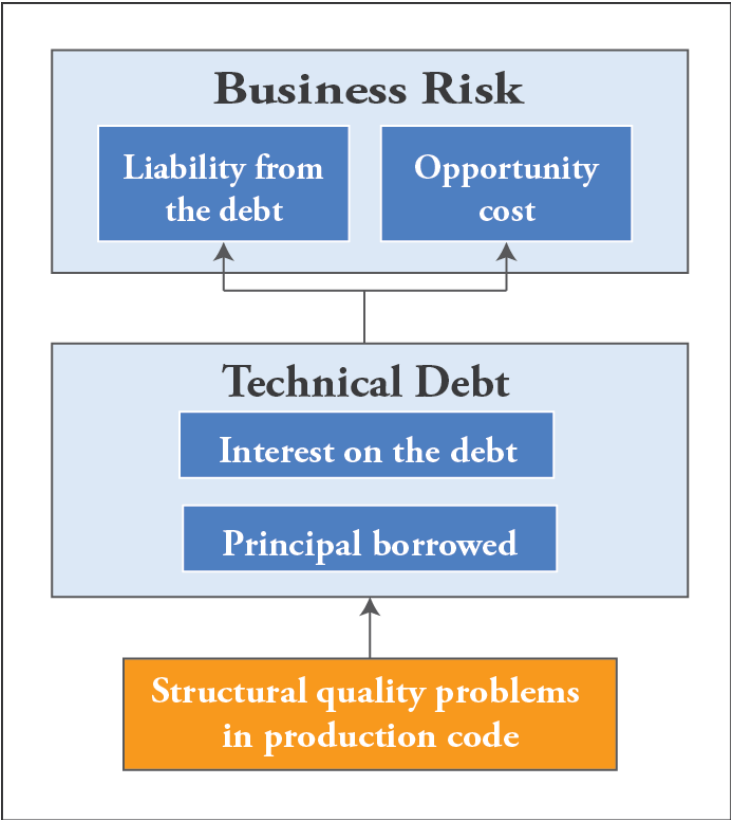 Business Risk
Liability from
the debt
Opportunity
cost
Technical Debt
Interest on the debt
Principal borrowed
Structural quality problems
in production code